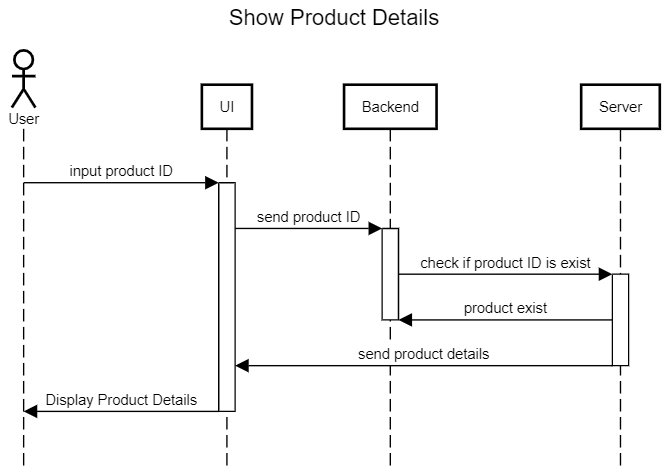 Show Product Details
User
UI
Backend
Server
input product ID
send product ID
check if product ID is exist
product exist
send product details
Display Product Details